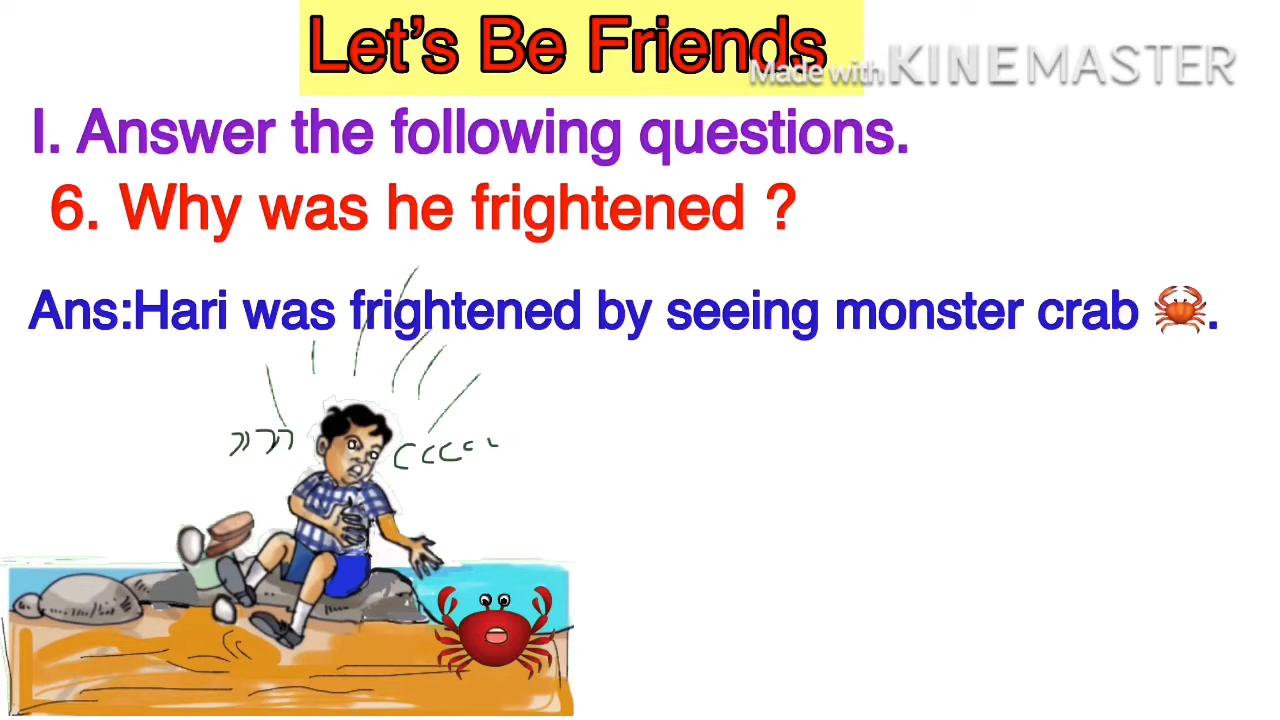 Let's Be Friends
Made with KINEMASTER
I. Answer the following questions.
6. Why was he frightened ?
Ans:Hari was frightened by seeing monster crab 🦀.